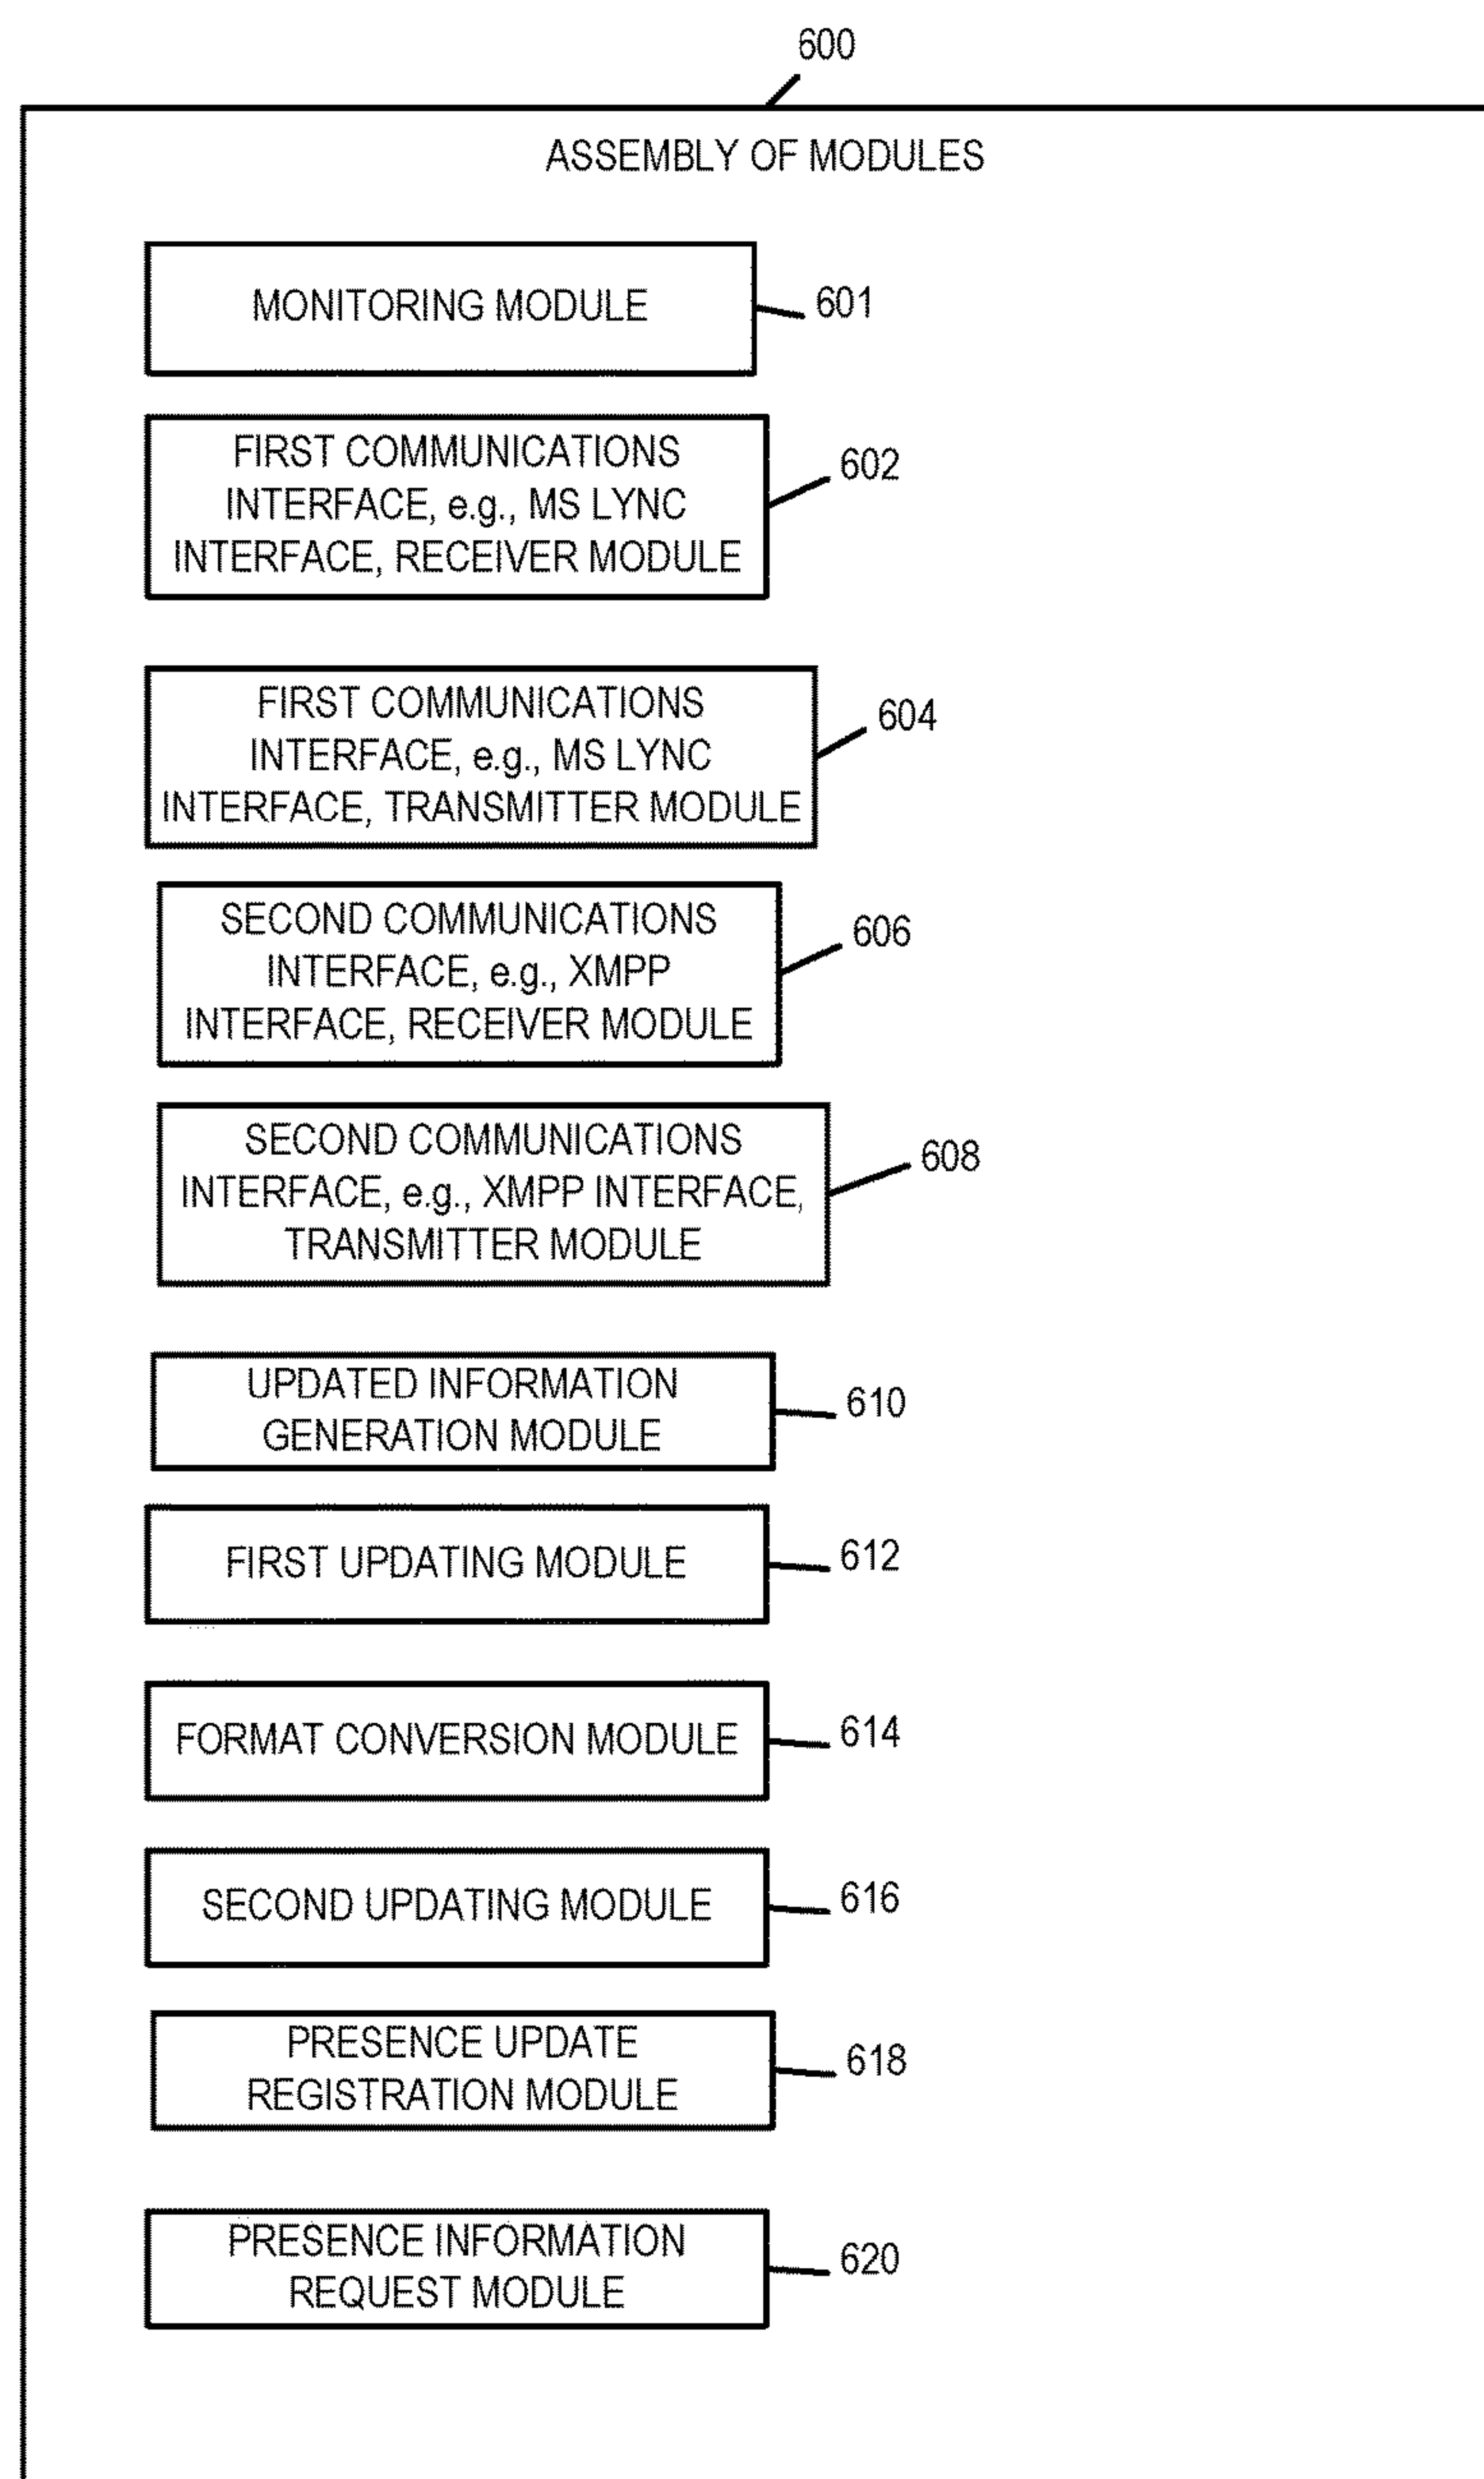 600
ASSEMBLY OF MODULES
MONITORING MODULE
601
FIRST COMMUNICATIONS
INTERFACE, e.g., MS LYNC
INTERFACE, RECEIVER MODULE
602
FIRST COMMUNICATIONS
INTERFACE, e.g., MS LYNC
INTERFACE, TRANSMITTER MODULE
604
SECOND COMMUNICATIONS
INTERFACE, e.g., XMPP
INTERFACE, RECEIVER MODULE
606
SECOND COMMUNICATIONS
INTERFACE, e.g., XMPP INTERFACE,
TRANSMITTER MODULE
608
UPDATED INFORMATION
GENERATION MODULE
610
FIRST UPDATING MODULE
612
FORMAT CONVERSION MODULE
614
SECOND UPDATING MODULE
616
PRESENCE UPDATE
REGISTRATION MODULE
618
PRESENCE INFORMATION
REQUEST MODULE
620